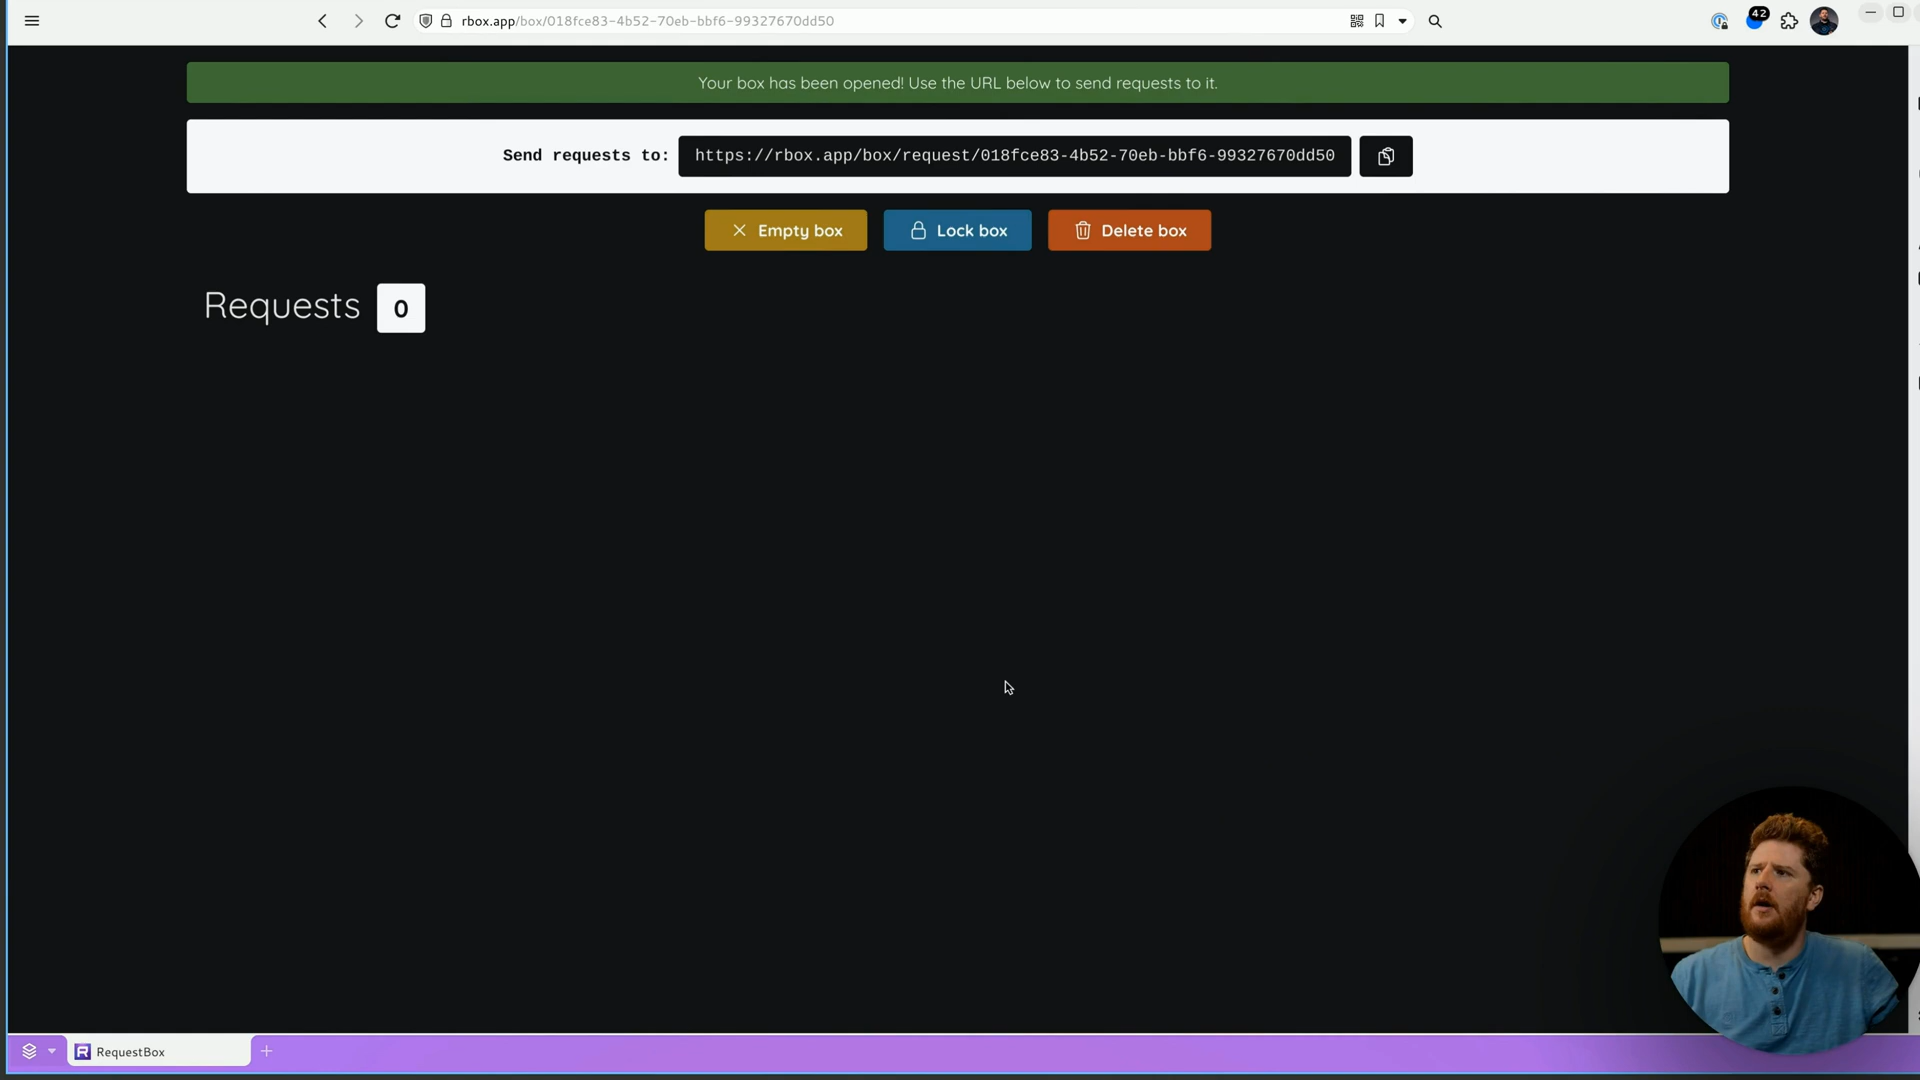 rbox.app/box/018fce83-4b52-70eb-bbf6-99327670dd50
42
Your box has been opened! Use the URL below to send requests to it.
Send requests to: https://rbox.app/box/request/018fce83-4b52-70eb-bbf6-99327670dd50
Empty box Lock box Delete box
Requests 0
R RequestBox